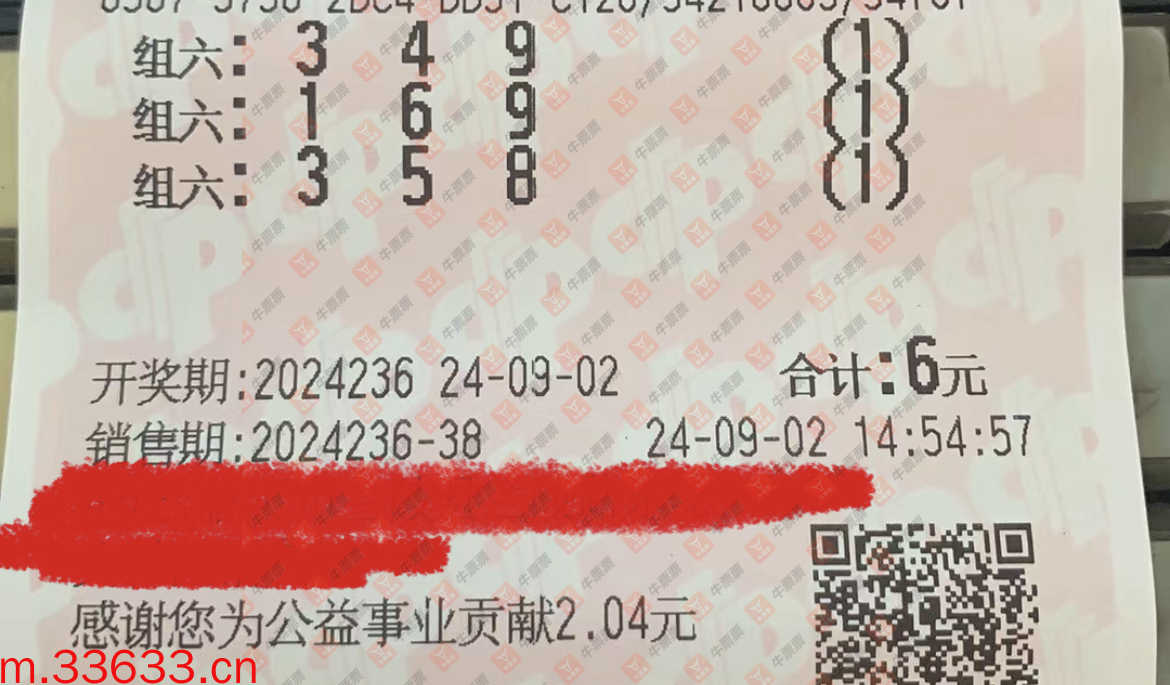 组六: 3 4 9 (1)
组六: 1 6 9 (1)
组六: 3 5 8 (1)
开奖期:2024236 24-09-02 合计:6元
销售期:2024236-38 24-09-02 14:54:57
感谢您为公益事业贡献2.04元
m.33633.cn